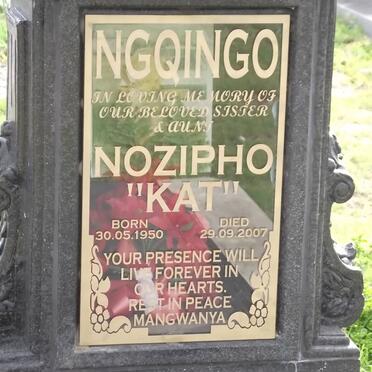 NGQINGO
IN LOVING MEMORY OF
OUR BELOVED SISTER
& AUNT
NOZIPHO
"KAT"
BORN DIED
30.05.1950 29.09.2007
YOUR PRESENCE WILL
LIVE FOREVER IN
OUR HEARTS.
REST IN PEACE
MANGWANYA